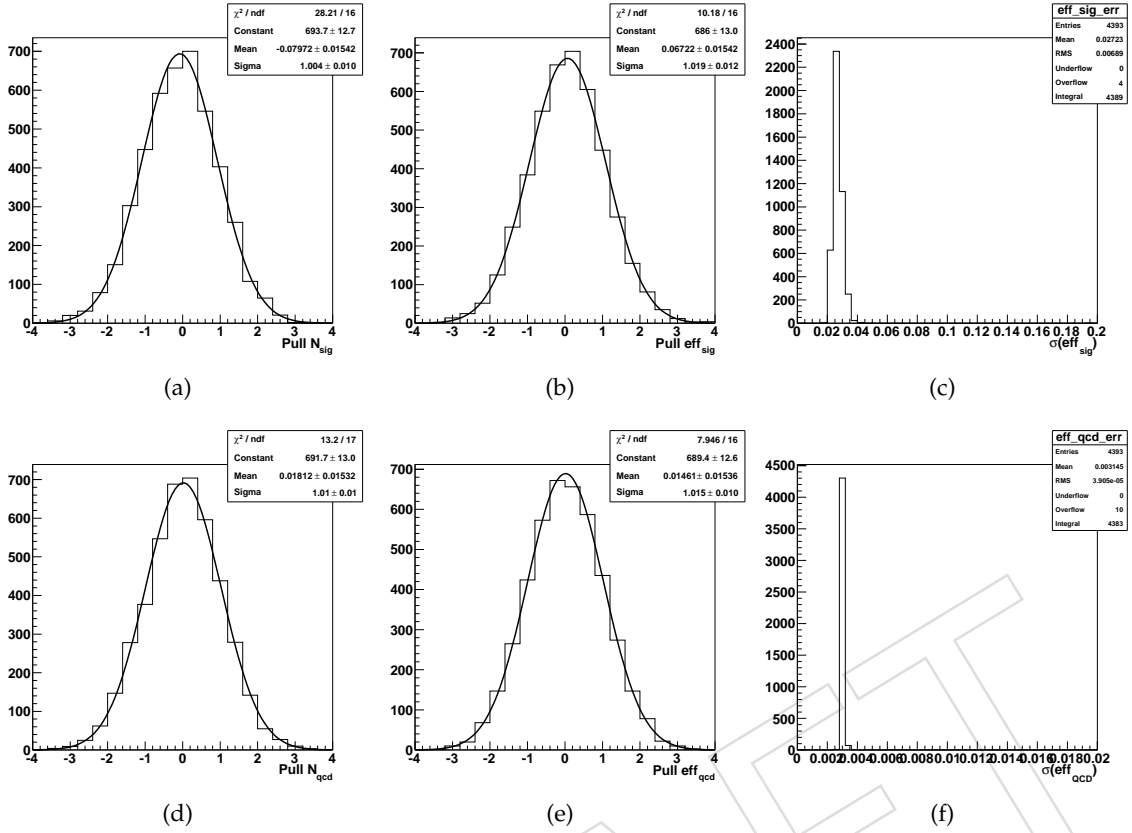 χ² / ndf 28.21 / 16
Constant 693.7 ± 12.7
Mean -0.07972 ± 0.01542
Sigma 1.004 ± 0.010
700
600
500
400
300
200
100
0
-4 -3 -2 -1 0 1 2 3 4
Pull N_sig
(a)
χ² / ndf 10.18 / 16
Constant 686 ± 13.0
Mean 0.06722 ± 0.01542
Sigma 1.019 ± 0.012
700
600
500
400
300
200
100
0
-4 -3 -2 -1 0 1 2 3 4
Pull eff_sig
(b)
eff_sig_err
Entries 4393
Mean 0.02723
RMS 0.00689
Underflow 0
Overflow 4
Integral 4389
2400
2200
2000
1800
1600
1400
1200
1000
800
600
400
200
0
0 0.02 0.04 0.06 0.08 0.1 0.12 0.14 0.16 0.18 0.2
σ(eff_sig)
(c)
χ² / ndf 13.2 / 17
Constant 691.7 ± 13.0
Mean 0.01812 ± 0.01532
Sigma 1.01 ± 0.01
700
600
500
400
300
200
100
0
-4 -3 -2 -1 0 1 2 3 4
Pull N_qcd
(d)
χ² / ndf 7.946 / 16
Constant 689.4 ± 12.6
Mean 0.01461 ± 0.01536
Sigma 1.015 ± 0.010
700
600
500
400
300
200
100
0
-4 -3 -2 -1 0 1 2 3 4
Pull eff_qcd
(e)
eff_qcd_err
Entries 4393
Mean 0.003145
RMS 3.905e-05
Underflow 0
Overflow 10
Integral 4383
4500
4000
3500
3000
2500
2000
1500
1000
500
0
0 0.002 0.004 0.006 0.008 0.01 0.012 0.014 0.016 0.018 0.02
σ(eff_QCD)
(f)